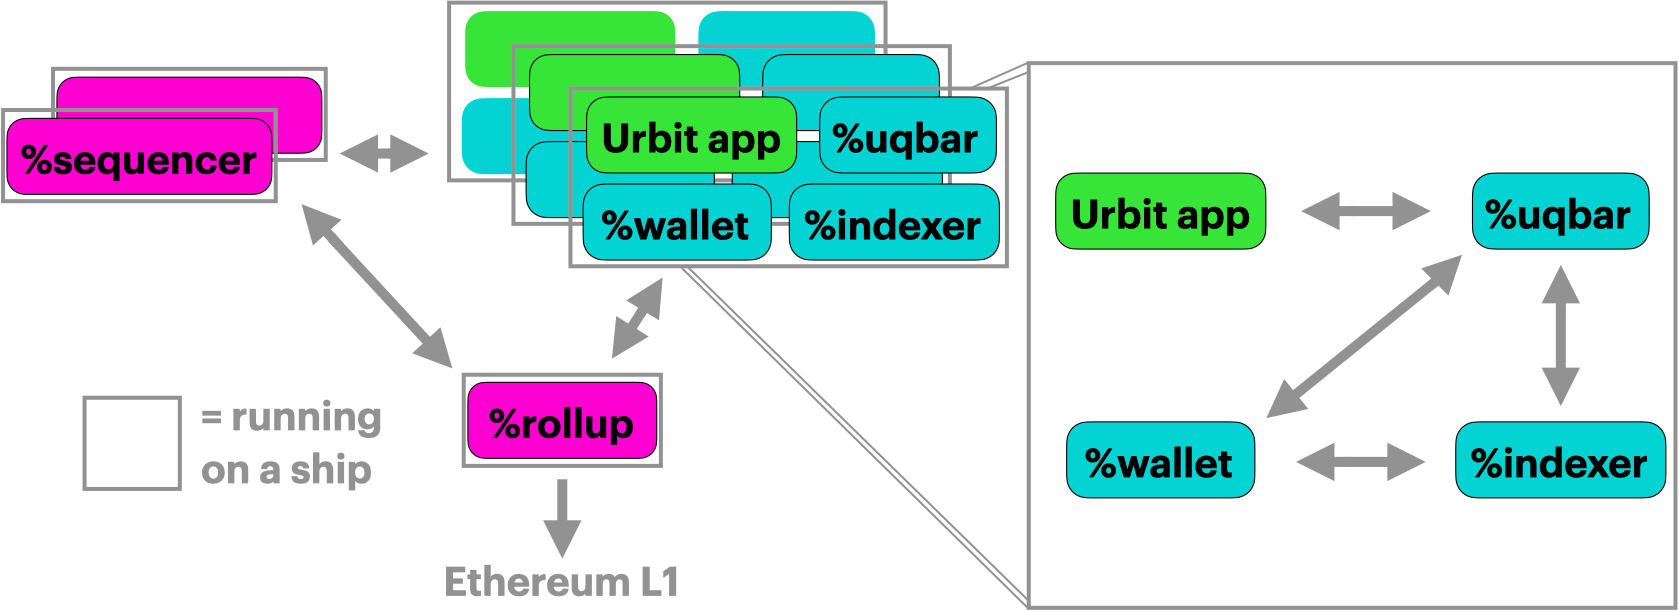 %sequencer
Urbit app
%uqbar
%wallet
%indexer
%rollup
= running
on a ship
Ethereum L1
Urbit app
%uqbar
%wallet
%indexer